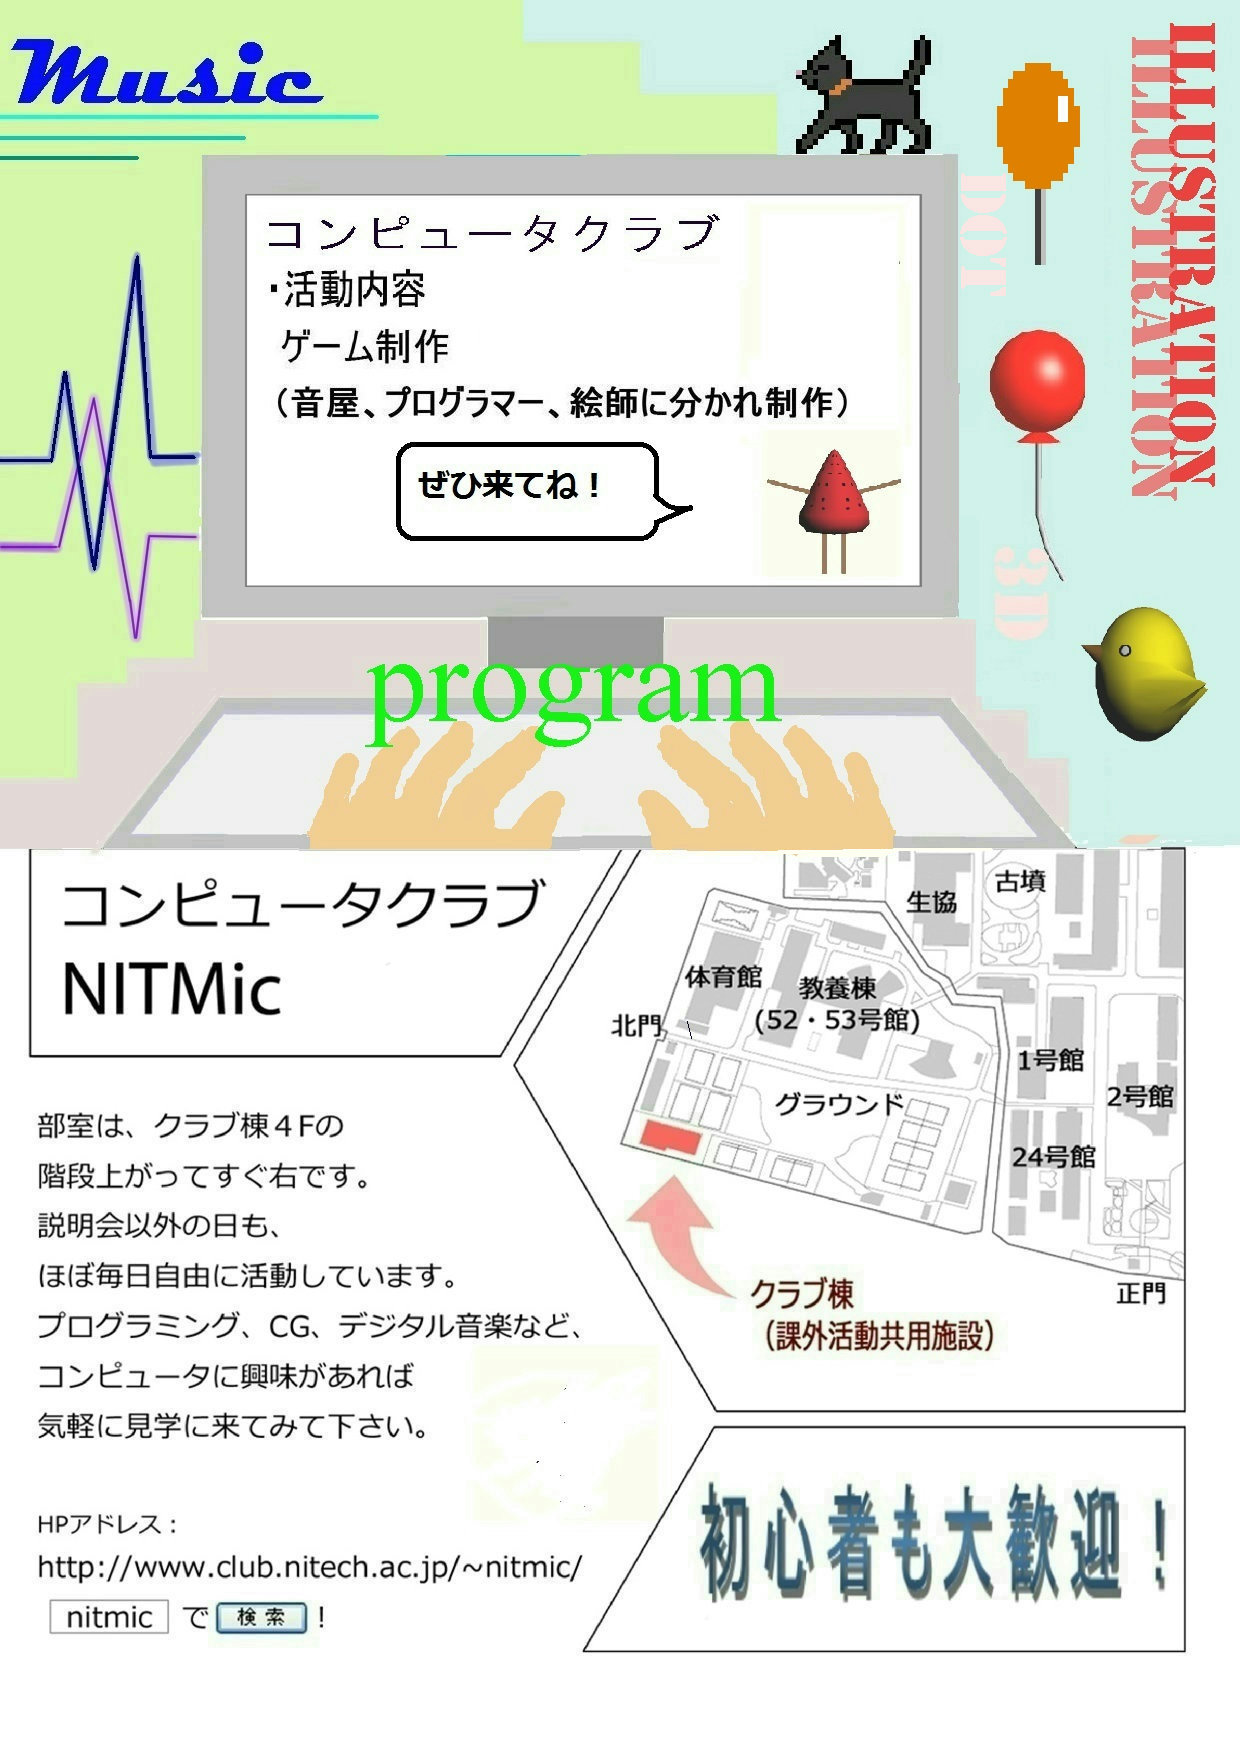 Music
ILLUSTRATION
ILLUSTRATION
DOT
3D
コンピュータクラブ
・活動内容
ゲーム制作
（音屋、プログラマー、絵師に分かれ制作）
ぜひ来てね！
program
コンピュータクラブ
NITMic
部室は、クラブ棟４Fの
階段上がってすぐ右です。
説明会以外の日も、
ほぼ毎日自由に活動しています。
プログラミング、CG、デジタル音楽など、
コンピュータに興味があれば
気軽に見学に来てみて下さい。
HPアドレス：
http://www.club.nitech.ac.jp/~nitmic/
nitmic で 検索 !
生協
古墳
体育館
教養棟
(52・53号館)
北門
1号館
2号館
グラウンド
24号館
正門
クラブ棟
（課外活動共用施設）
初心者も大歓迎！